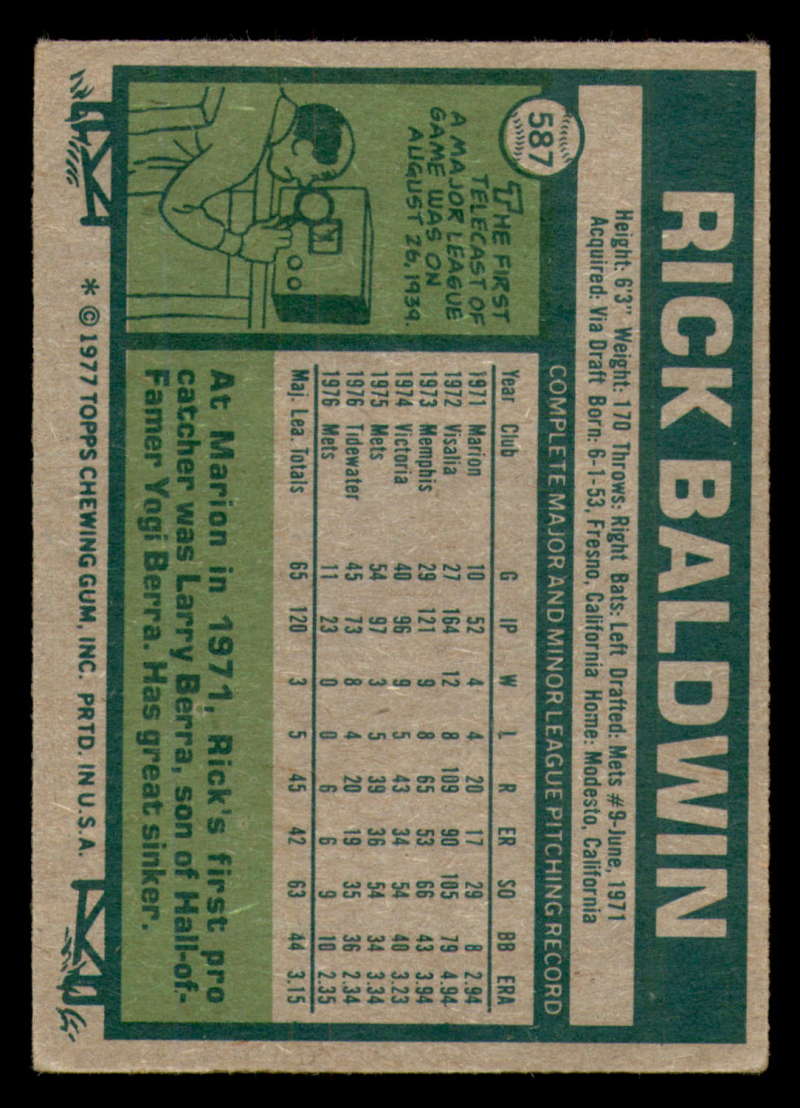 587
RICK BALDWIN
Height: 6'3" Weight: 170 Throws: Right Bats: Left Drafted: Mets #9-June, 1971
Acquired: Via Draft Born: 6-1-53, Fresno, California Home: Modesto, California
THE FIRST
TELECAST OF
A MAJOR LEAGUE
GAME WAS ON
AUGUST 26, 1939.
COMPLETE MAJOR AND MINOR LEAGUE PITCHING RECORD
Year Club G IP W L R ER SO BB ERA
1971 Marion 10 52 4 4 20 17 29 8 2.94
1972 Visalia 27 164 12 8 109 90 105 79 4.94
1973 Memphis 29 121 9 8 65 53 66 43 3.94
1974 Victoria 40 96 9 5 43 34 54 40 3.23
1975 Mets 54 97 3 5 39 36 54 34 3.34
1976 Tidewater 45 73 8 4 20 19 35 36 2.34
1976 Mets 11 23 0 0 6 6 9 10 2.35
Maj. Lea. Totals 65 120 3 5 45 42 63 44 3.15
At Marion in 1971, Rick's first pro
catcher was Larry Berra, son of Hall-of-
Famer Yogi Berra. Has great sinker.
* © 1977 TOPPS CHEWING GUM, INC. PRTD. IN U.S.A.